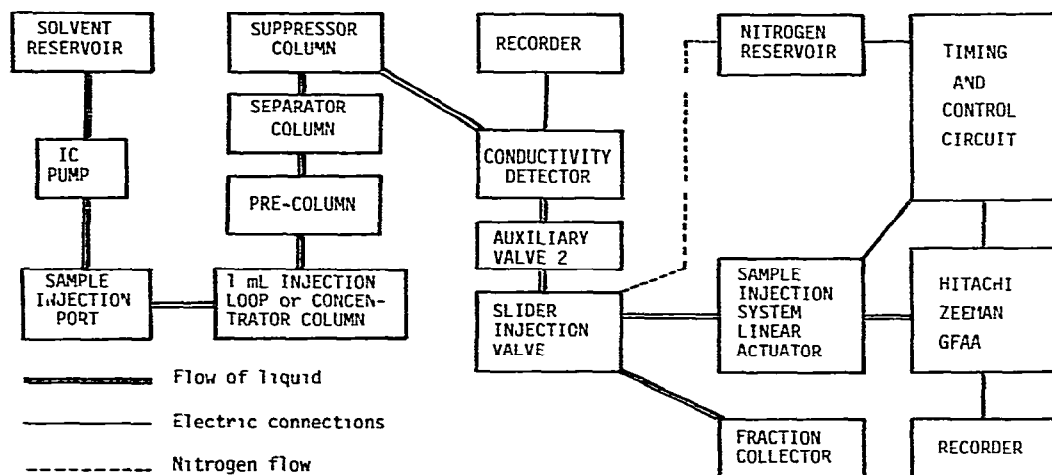 SOLVENT
RESERVOIR
IC
PUMP
SAMPLE
INJECTION
PORT
SUPPRESSOR
COLUMN
SEPARATOR
COLUMN
PRE-COLUMN
1 mL INJECTION
LOOP or CONCEN-
TRATOR COLUMN
RECORDER
CONDUCTIVITY
DETECTOR
AUXILIARY
VALVE 2
SLIDER
INJECTION
VALVE
NITROGEN
RESERVOIR
SAMPLE
INJECTION
SYSTEM
LINEAR
ACTUATOR
FRACTION
COLLECTOR
TIMING
AND
CONTROL
CIRCUIT
HITACHI
ZEEMAN
GFAA
RECORDER
Flow of liquid
Electric connections
Nitrogen flow